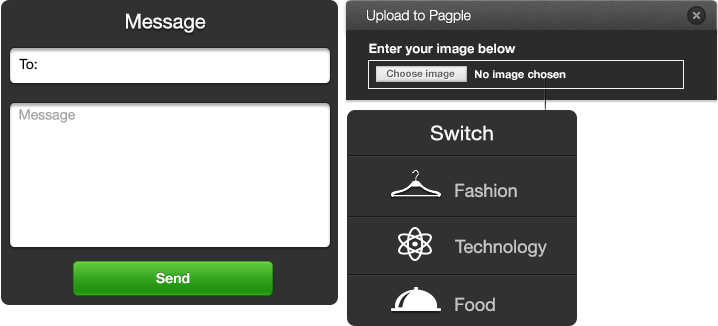 Message
To:
Message
Send
Upload to Pagple
Enter your image below
Choose image No image chosen
Switch
Fashion
Technology
Food